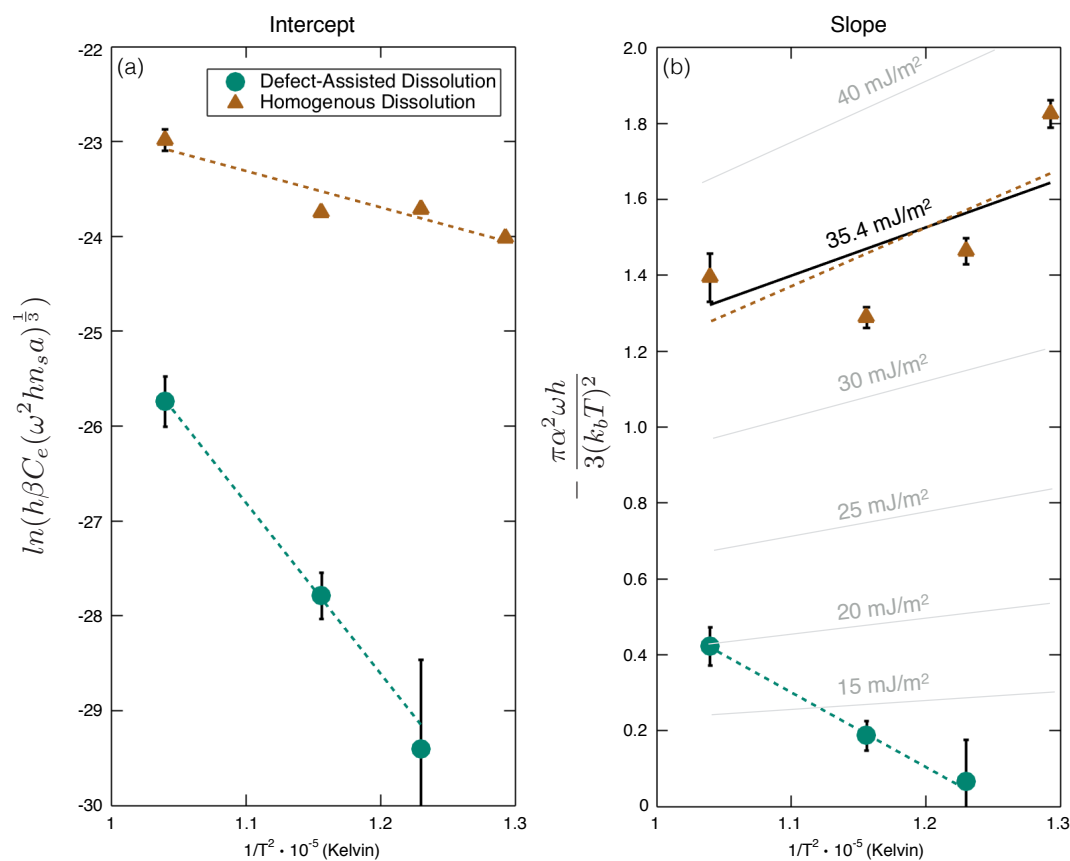 Intercept
(a)
Defect-Assisted Dissolution
Homogenous Dissolution
-22
-23
-24
-25
-26
-27
-28
-29
-30
1
1.1
1.2
1.3
ln(hβC_e(ω²hn_s a)^{1/3})
1/T² • 10⁻⁵ (Kelvin)
Slope
(b)
2.0
1.8
1.6
1.4
1.2
1.0
0.8
0.6
0.4
0.2
0
40 mJ/m²
35.4 mJ/m²
30 mJ/m²
25 mJ/m²
20 mJ/m²
15 mJ/m²
− πα²ωh / 3(k_bT)²
1
1.1
1.2
1.3
1/T² • 10⁻⁵ (Kelvin)